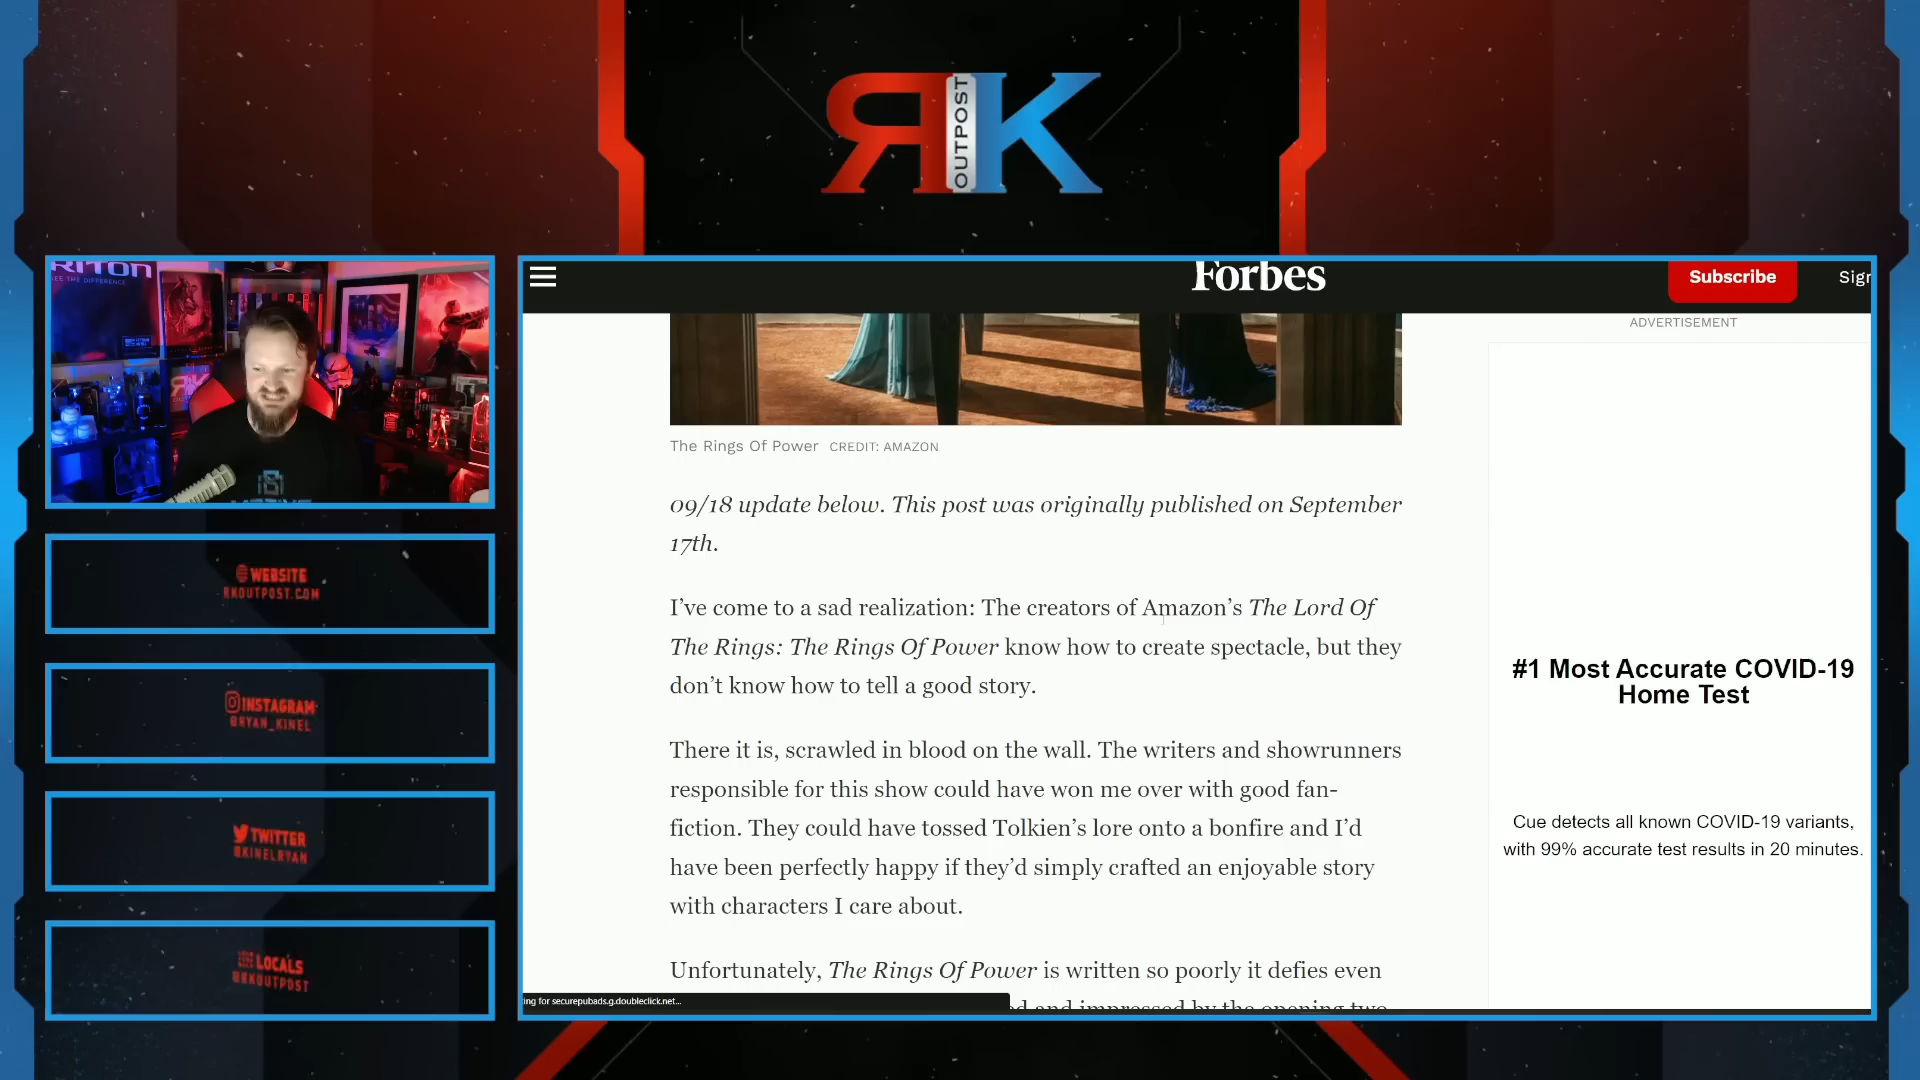 RK
OUTPOST
RITON
SEE THE DIFFERENCE
WEBSITE
RKOUTPOST.COM
INSTAGRAM
@RYAN_KINEL
TWITTER
@KINELRYAN
LOCALS
@RKOUTPOST
Forbes
Subscribe
Sign
The Rings Of Power CREDIT: AMAZON
09/18 update below. This post was originally published on September
17th.
I've come to a sad realization: The creators of Amazon's The Lord Of
The Rings: The Rings Of Power know how to create spectacle, but they
don't know how to tell a good story.
There it is, scrawled in blood on the wall. The writers and showrunners
responsible for this show could have won me over with good fan-
fiction. They could have tossed Tolkien's lore onto a bonfire and I'd
have been perfectly happy if they'd simply crafted an enjoyable story
with characters I care about.
Unfortunately, The Rings Of Power is written so poorly it defies even
ed and impressed by the opening two
ing for securepubads.g.doubleclick.net...
ADVERTISEMENT
#1 Most Accurate COVID-19
Home Test
Cue detects all known COVID-19 variants,
with 99% accurate test results in 20 minutes.